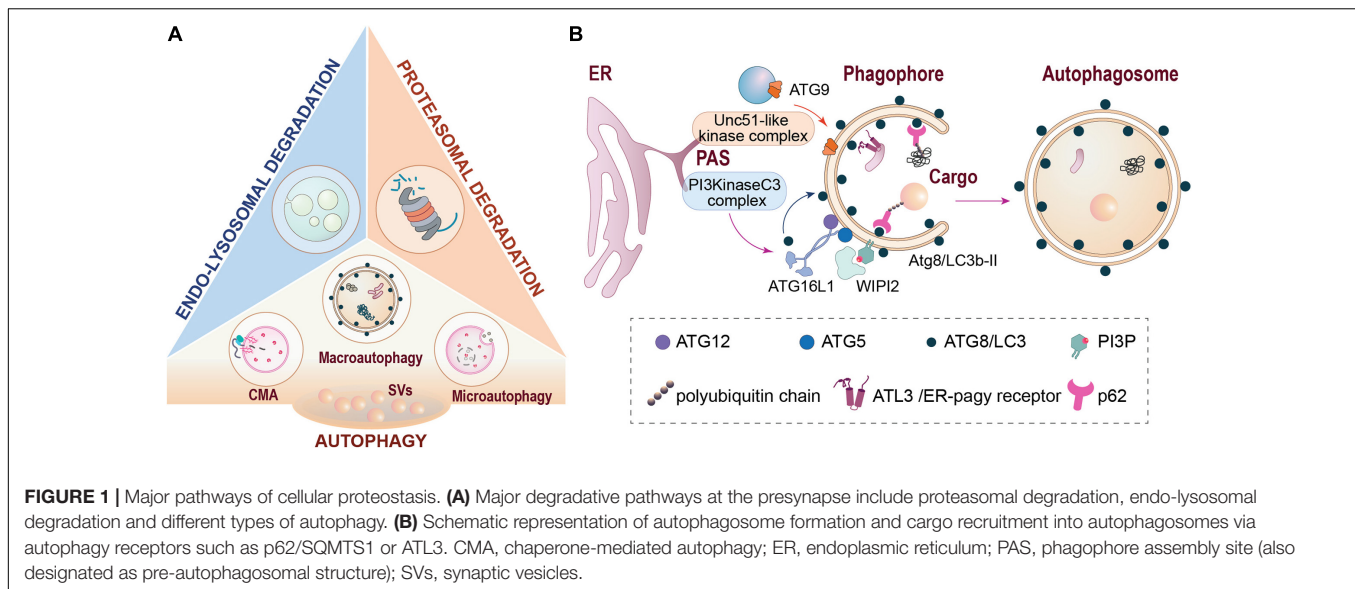 A
ENDO-LYSOSOMAL DEGRADATION
PROTEASOMAL DEGRADATION
Macroautophagy
CMA
SVs
Microautophagy
AUTOPHAGY
B
ER
ATG9
Phagophore
Autophagosome
Unc51-like
kinase complex
PAS
PI3KinaseC3
complex
Cargo
Atg8/LC3b-II
ATG16L1
WIPI2
ATG12
ATG5
ATG8/LC3
PI3P
polyubiquitin chain
ATL3 /ER-pagy receptor
p62
FIGURE 1 | Major pathways of cellular proteostasis. (A) Major degradative pathways at the presynapse include proteasomal degradation, endo-lysosomal
degradation and different types of autophagy. (B) Schematic representation of autophagosome formation and cargo recruitment into autophagosomes via
autophagy receptors such as p62/SQMTS1 or ATL3. CMA, chaperone-mediated autophagy; ER, endoplasmic reticulum; PAS, phagophore assembly site (also
designated as pre-autophagosomal structure); SVs, synaptic vesicles.